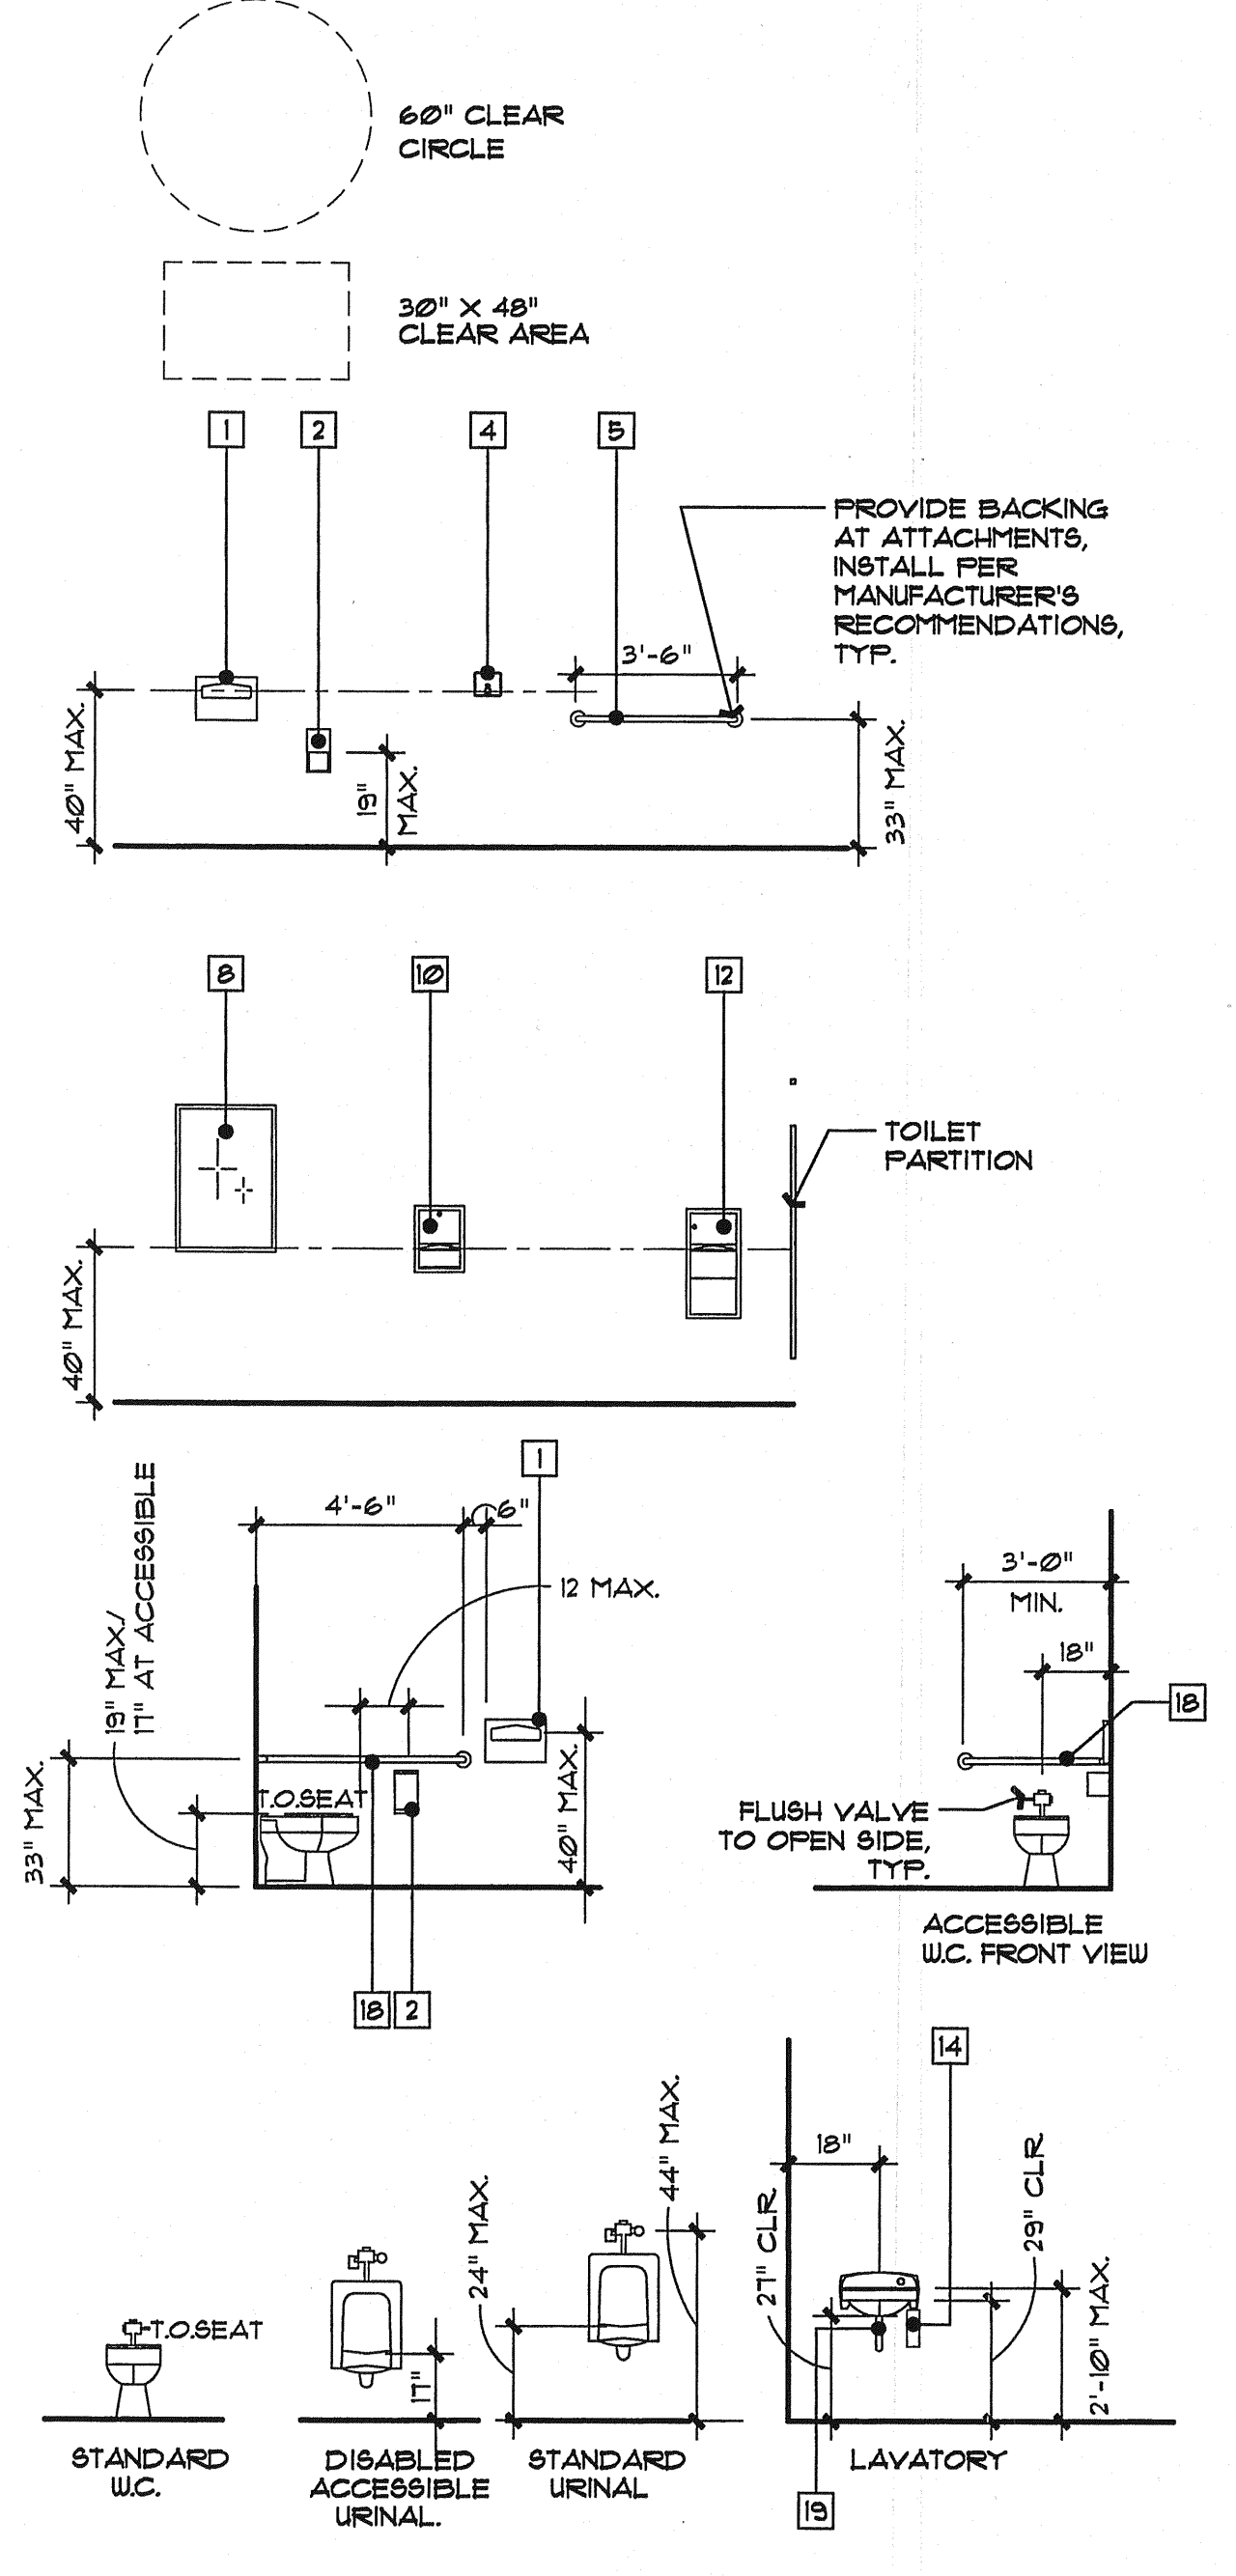 60" CLEAR
CIRCLE
30" X 48"
CLEAR AREA
1
2
4
5
PROVIDE BACKING
AT ATTACHMENTS,
INSTALL PER
MANUFACTURER'S
RECOMMENDATIONS,
TYP.
3'-6"
40" MAX.
19"
MAX.
33" MAX.
8
10
12
TOILET
PARTITION
40" MAX.
1
19" MAX./
17" AT ACCESSIBLE
4'-6"
6"
12 MAX.
3'-0"
MIN.
18"
18
33" MAX.
T.O.SEAT
40" MAX.
FLUSH VALVE
TO OPEN SIDE,
TYP.
ACCESSIBLE
W.C. FRONT VIEW
18
2
14
44" MAX.
24" MAX.
18"
27" CLR.
29" CLR
2'-10" MAX.
T.O.SEAT
17"
STANDARD
W.C.
DISABLED
ACCESSIBLE
URINAL.
STANDARD
URINAL
LAVATORY
19